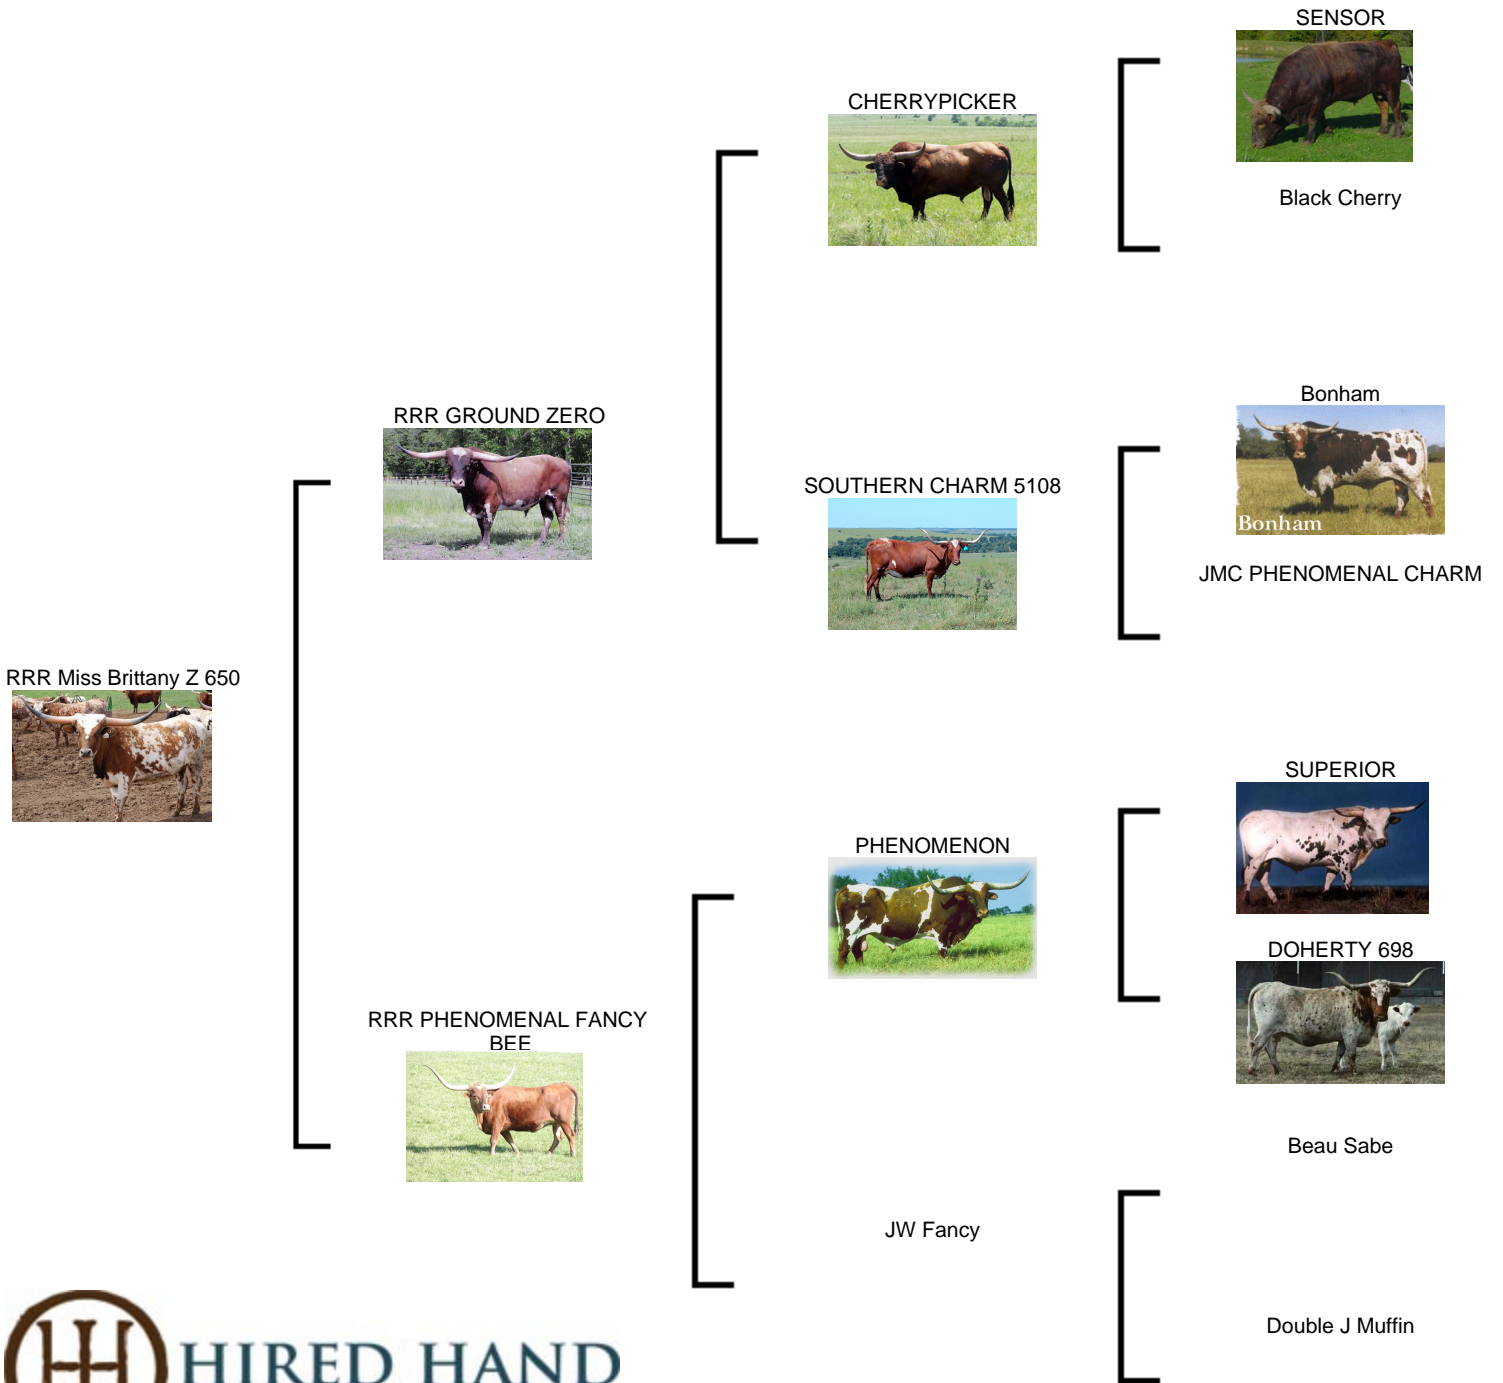 SENSOR
CHERRYPICKER
Black Cherry
Bonham
RRR GROUND ZERO
SOUTHERN CHARM 5108
Bonham
JMC PHENOMENAL CHARM
RRR Miss Brittany Z 650
SUPERIOR
PHENOMENON
DOHERTY 698
RRR PHENOMENAL FANCY
BEE
Beau Sabe
JW Fancy
Double J Muffin
HIRED HAND